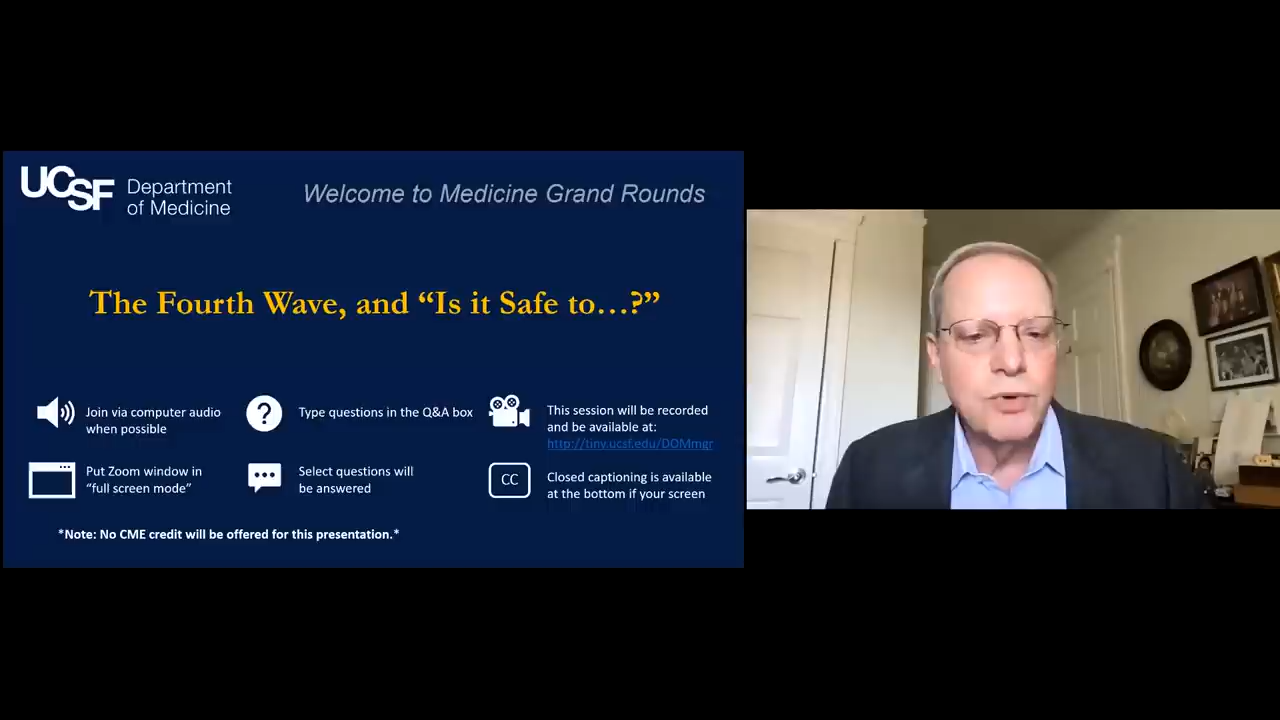 UCSF Department
of Medicine
Welcome to Medicine Grand Rounds
The Fourth Wave, and “Is it Safe to…?”
Join via computer audio
when possible
?
Type questions in the Q&A box
This session will be recorded
and be available at:
http://tiny.ucsf.edu/DOMmgr
Put Zoom window in
“full screen mode”
Select questions will
be answered
CC
Closed captioning is available
at the bottom if your screen
*Note: No CME credit will be offered for this presentation.*